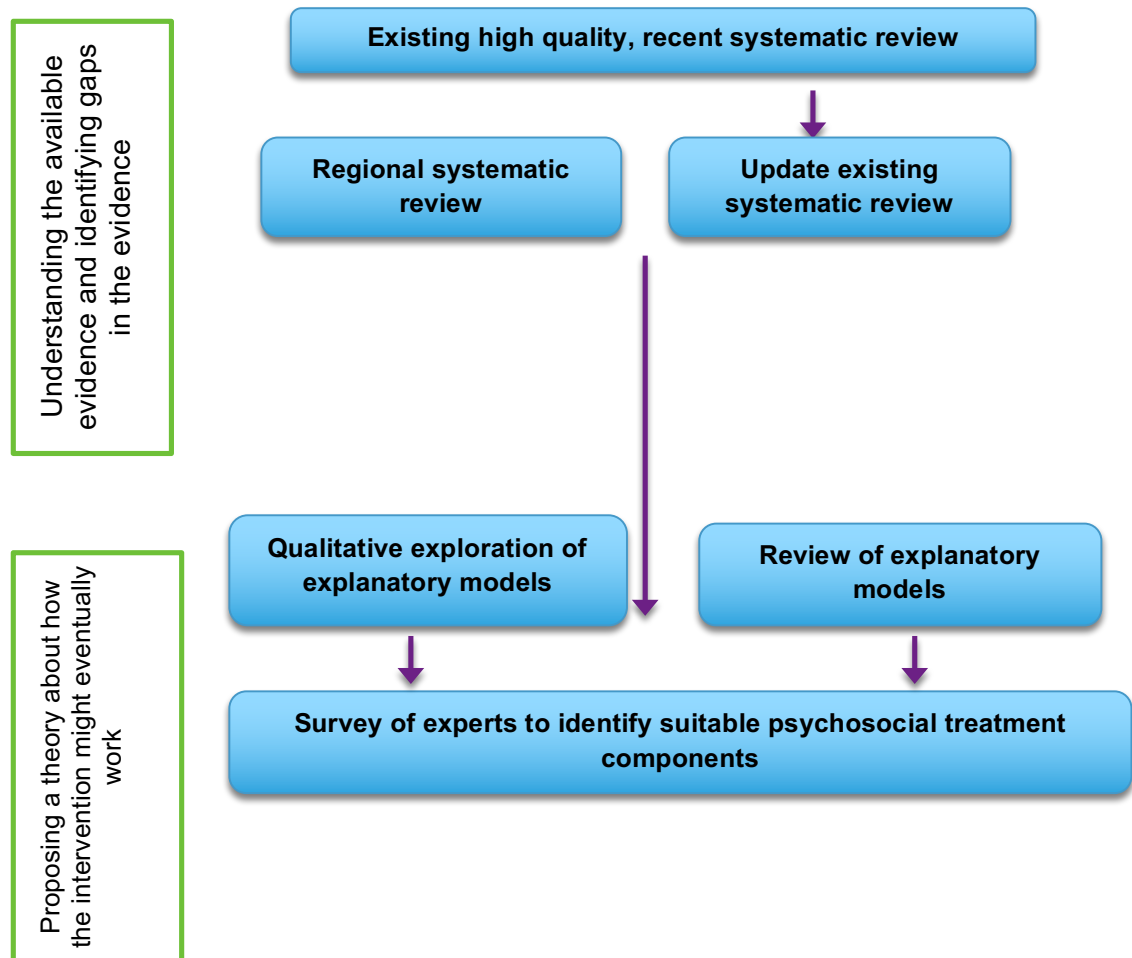 Understanding the available
evidence and identifying gaps
in the evidence
Existing high quality, recent systematic review
Regional systematic
review
Update existing
systematic review
Proposing a theory about how
the intervention might eventually
work
Qualitative exploration of
explanatory models
Review of explanatory
models
Survey of experts to identify suitable psychosocial treatment
components